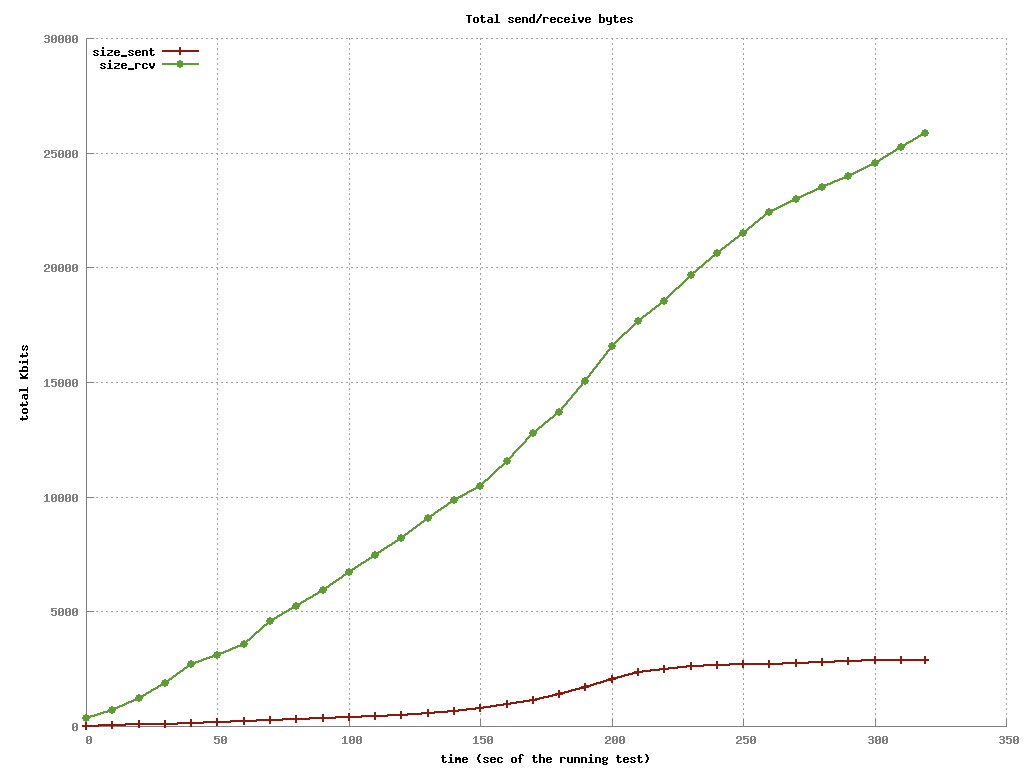 Total send/receive bytes
size_sent
size_rcv
30000
25000
20000
15000
10000
5000
0
total Kbits
0 50 100 150 200 250 300 350
time (sec of the running test)